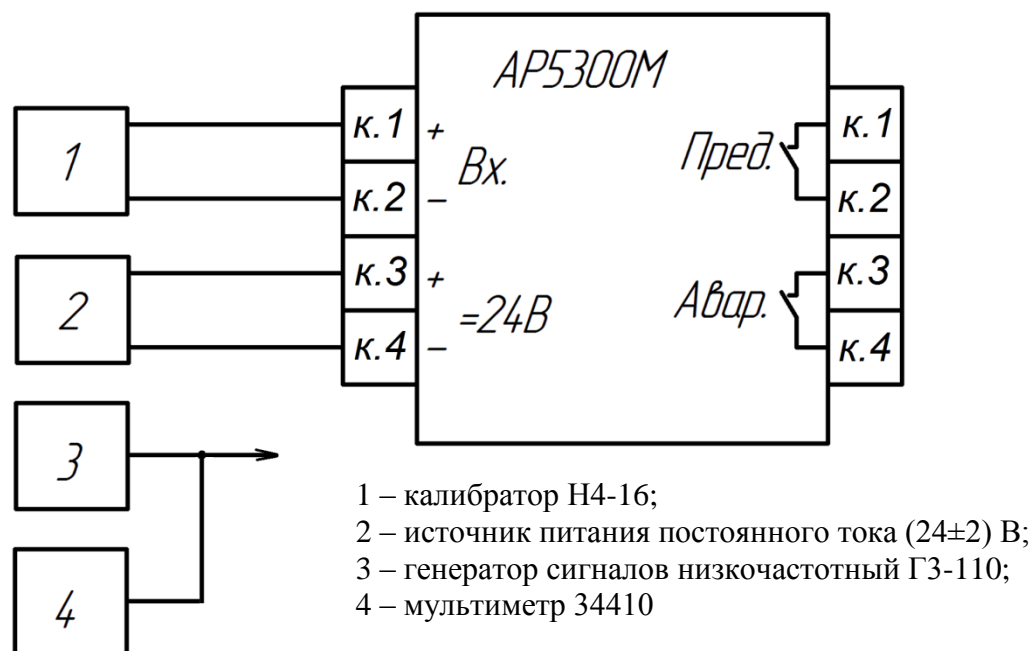 АР5300М
1
к.1 +
Вх.
к.2 −
2
к.3 +
=24В
к.4 −
Пред.
к.1
к.2
Авар.
к.3
к.4
3
4
1 – калибратор Н4-16;
2 – источник питания постоянного тока (24±2) В;
3 – генератор сигналов низкочастотный Г3-110;
4 – мультиметр 34410